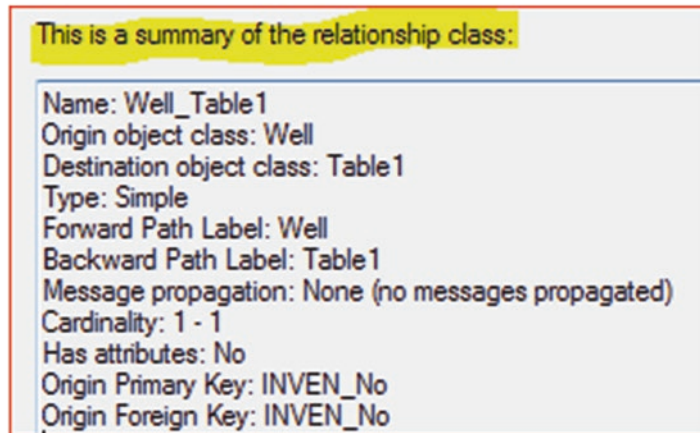 This is a summary of the relationship class:
Name: Well_Table1
Origin object class: Well
Destination object class: Table1
Type: Simple
Forward Path Label: Well
Backward Path Label: Table1
Message propagation: None (no messages propagated)
Cardinality: 1 - 1
Has attributes: No
Origin Primary Key: INVEN_No
Origin Foreign Key: INVEN_No